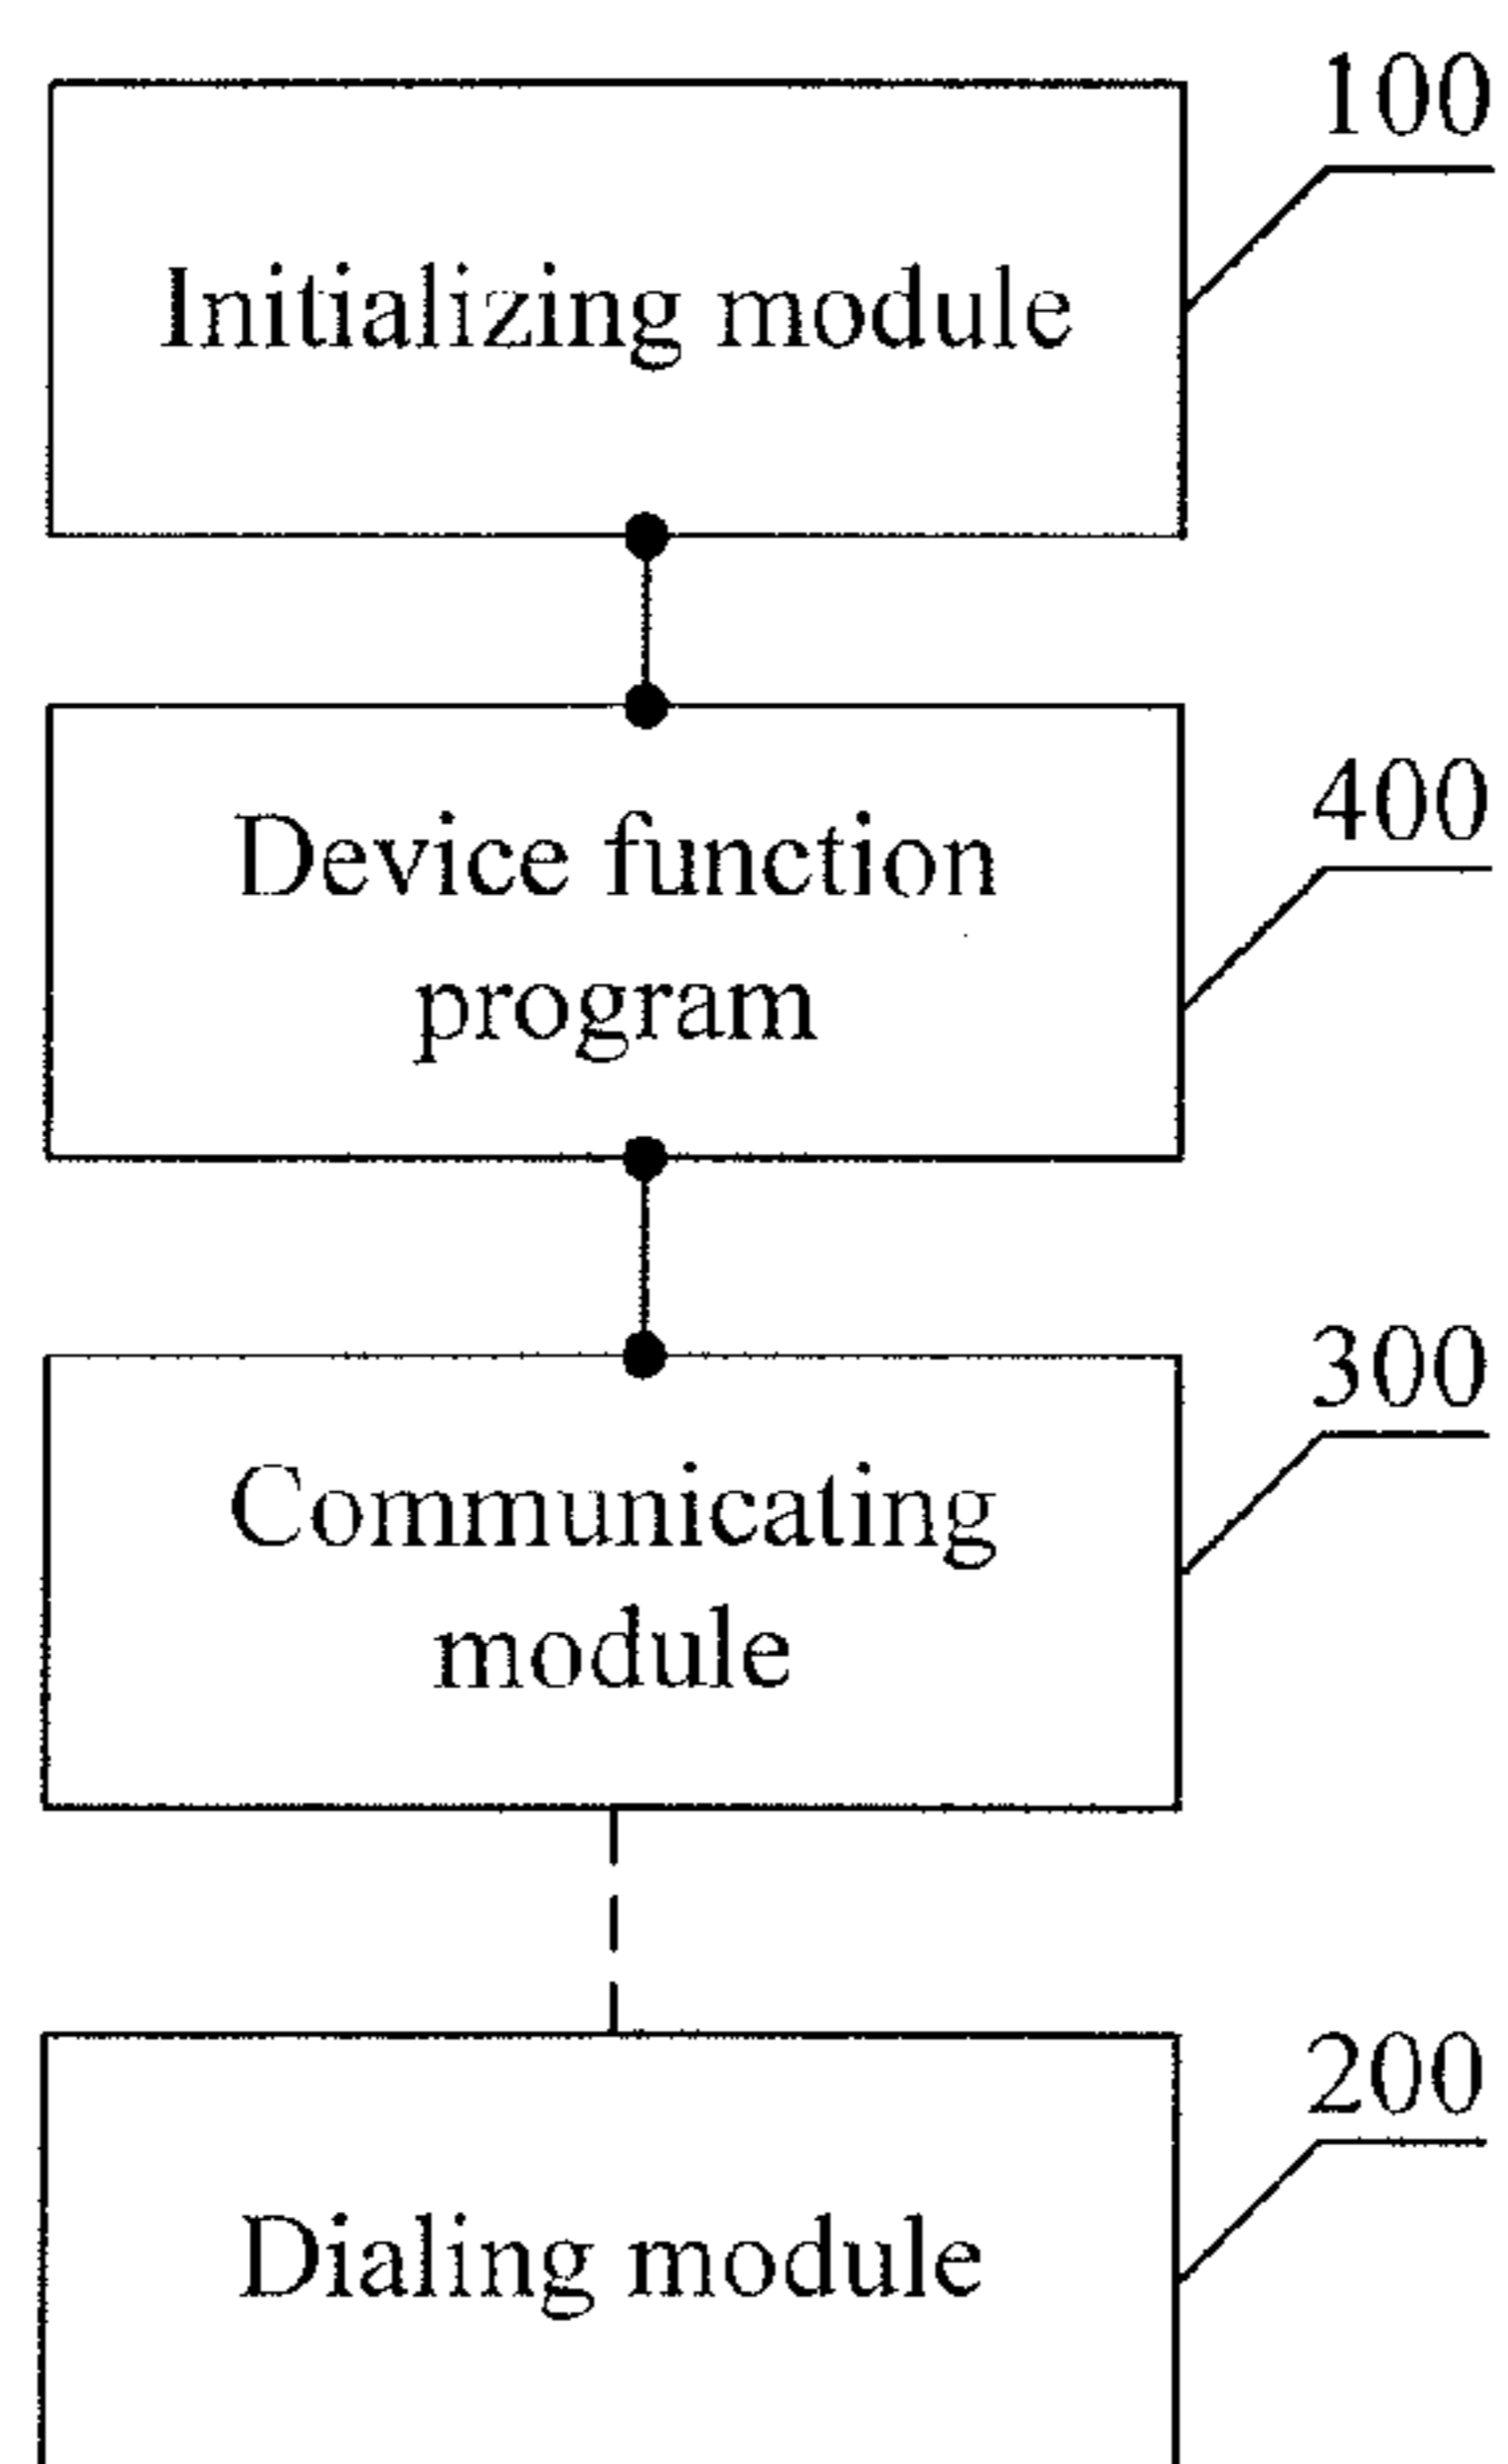 100
Initializing module
400
Device function
program
300
Communicating
module
200
Dialing module